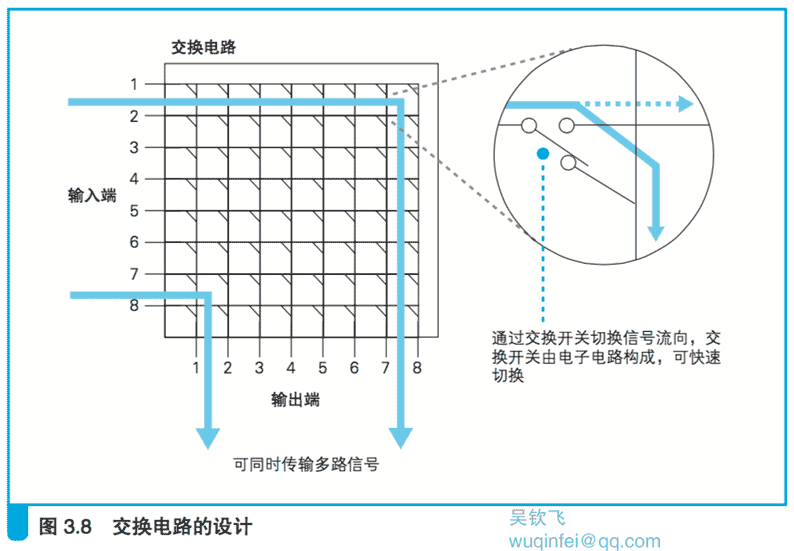 交换电路
1
2
3
4
输入端
5
6
7
8
1 2 3 4 5 6 7 8
输出端
可同时传输多路信号
通过交换开关切换信号流向，交
换开关由电子电路构成，可快速
切换
图 3.8 交换电路的设计
吴钦飞
wuqinfei@qq.com